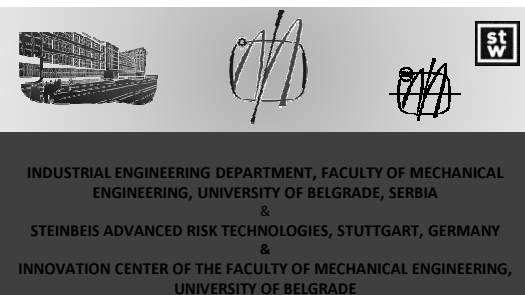 st
w
INDUSTRIAL ENGINEERING DEPARTMENT, FACULTY OF MECHANICAL
ENGINEERING, UNIVERSITY OF BELGRADE, SERBIA
&
STEINBEIS ADVANCED RISK TECHNOLOGIES, STUTTGART, GERMANY
&
INNOVATION CENTER OF THE FACULTY OF MECHANICAL ENGINEERING,
UNIVERSITY OF BELGRADE